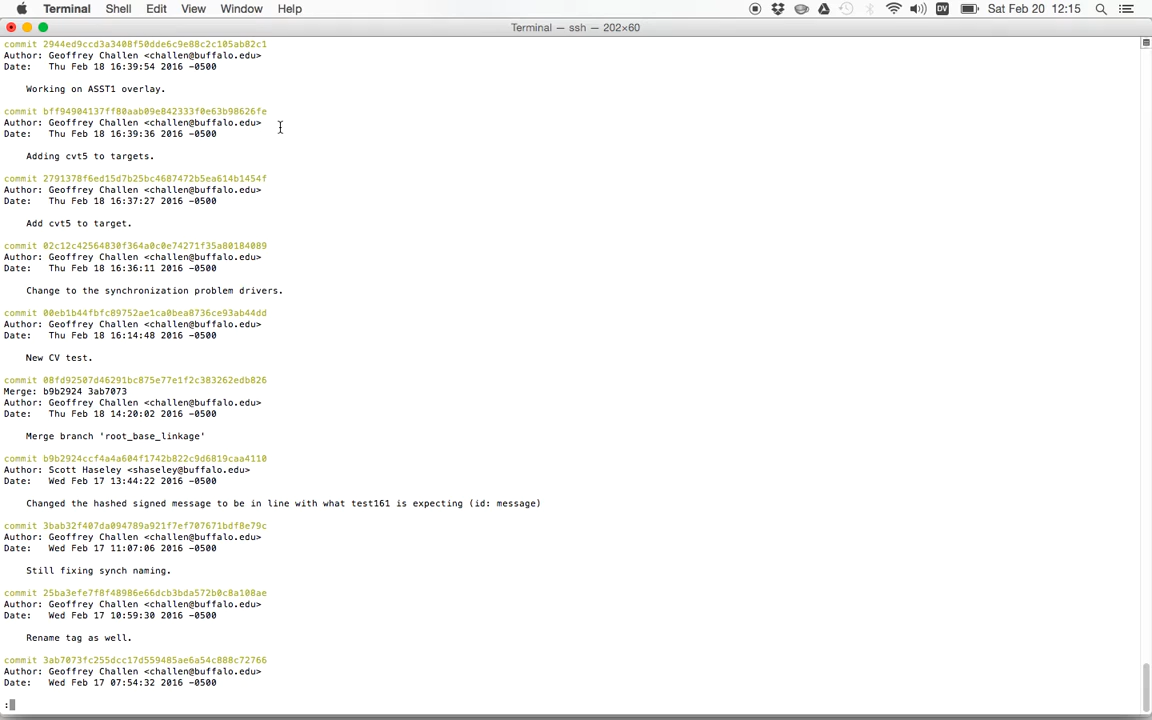 Terminal Shell Edit View Window Help
DV Sat Feb 20 12:15
Terminal — ssh — 202×60
commit 2944ed9ccd3a3408f50dde6c9e88c2c105ab82c1
Author: Geoffrey Challen <challen@buffalo.edu>
Date:   Thu Feb 18 16:39:54 2016 -0500
Working on ASST1 overlay.
commit bff94904137ff80aab09e842333f0e63b98626fe
Author: Geoffrey Challen <challen@buffalo.edu>
Date:   Thu Feb 18 16:39:36 2016 -0500
Adding cvt5 to targets.
commit 2791378f6ed15d7b25bc4687472b5ea614b1454f
Author: Geoffrey Challen <challen@buffalo.edu>
Date:   Thu Feb 18 16:37:27 2016 -0500
Add cvt5 to target.
commit 02c12c42564830f364a0c0e74271f35a80184089
Author: Geoffrey Challen <challen@buffalo.edu>
Date:   Thu Feb 18 16:36:11 2016 -0500
Change to the synchronization problem drivers.
commit 00eb1b44fbfc89752ae1ca0bea8736ce93ab44dd
Author: Geoffrey Challen <challen@buffalo.edu>
Date:   Thu Feb 18 16:14:48 2016 -0500
New CV test.
commit 08fd92507d46291bc875e77e1f2c383262edb826
Merge: b9b2924 3ab7073
Author: Geoffrey Challen <challen@buffalo.edu>
Date:   Thu Feb 18 14:20:02 2016 -0500
Merge branch 'root_base_linkage'
commit b9b2924ccf4a4a604f1742b822c9d6819caa4110
Author: Scott Haseley <shaseley@buffalo.edu>
Date:   Wed Feb 17 13:44:22 2016 -0500
Changed the hashed signed message to be in line with what test161 is expecting (id: message)
commit 3bab32f407da094789a921f7ef707671bdf8e79c
Author: Geoffrey Challen <challen@buffalo.edu>
Date:   Wed Feb 17 11:07:06 2016 -0500
Still fixing synch naming.
commit 25ba3efe7f8f48986e66dcb3bda572b0c8a108ae
Author: Geoffrey Challen <challen@buffalo.edu>
Date:   Wed Feb 17 10:59:30 2016 -0500
Rename tag as well.
commit 3ab7073fc255dcc17d559485ae6a54c888c72766
Author: Geoffrey Challen <challen@buffalo.edu>
Date:   Wed Feb 17 07:54:32 2016 -0500
: